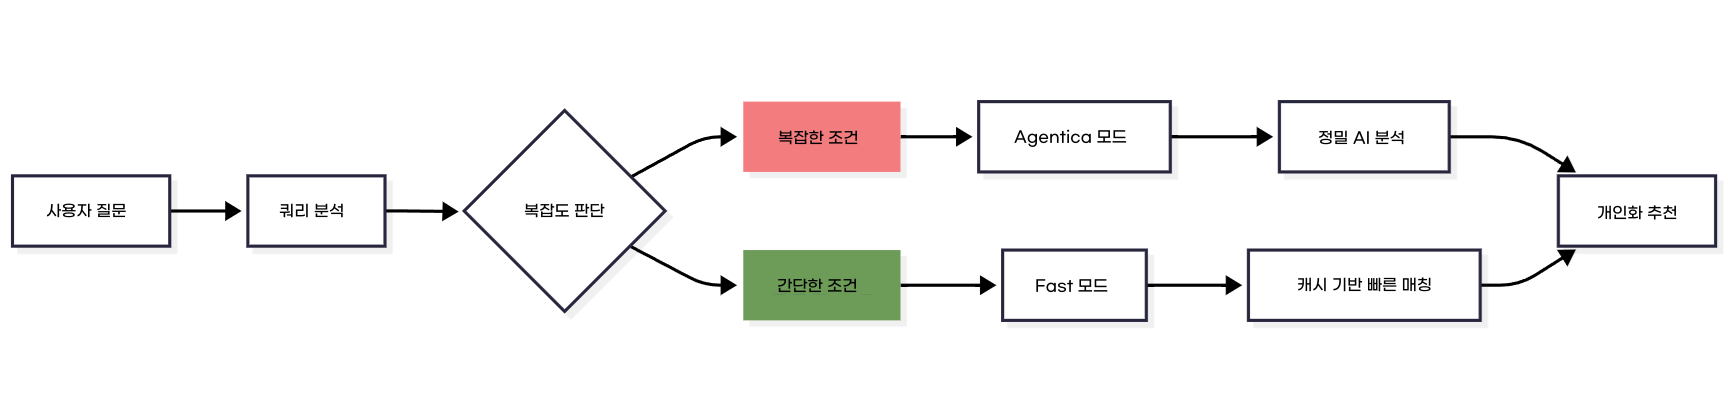 사용자 질문
쿼리 분석
복잡도 판단
복잡한 조건
Agentica 모드
정밀 AI 분석
간단한 조건
Fast 모드
캐시 기반 빠른 매칭
개인화 추천